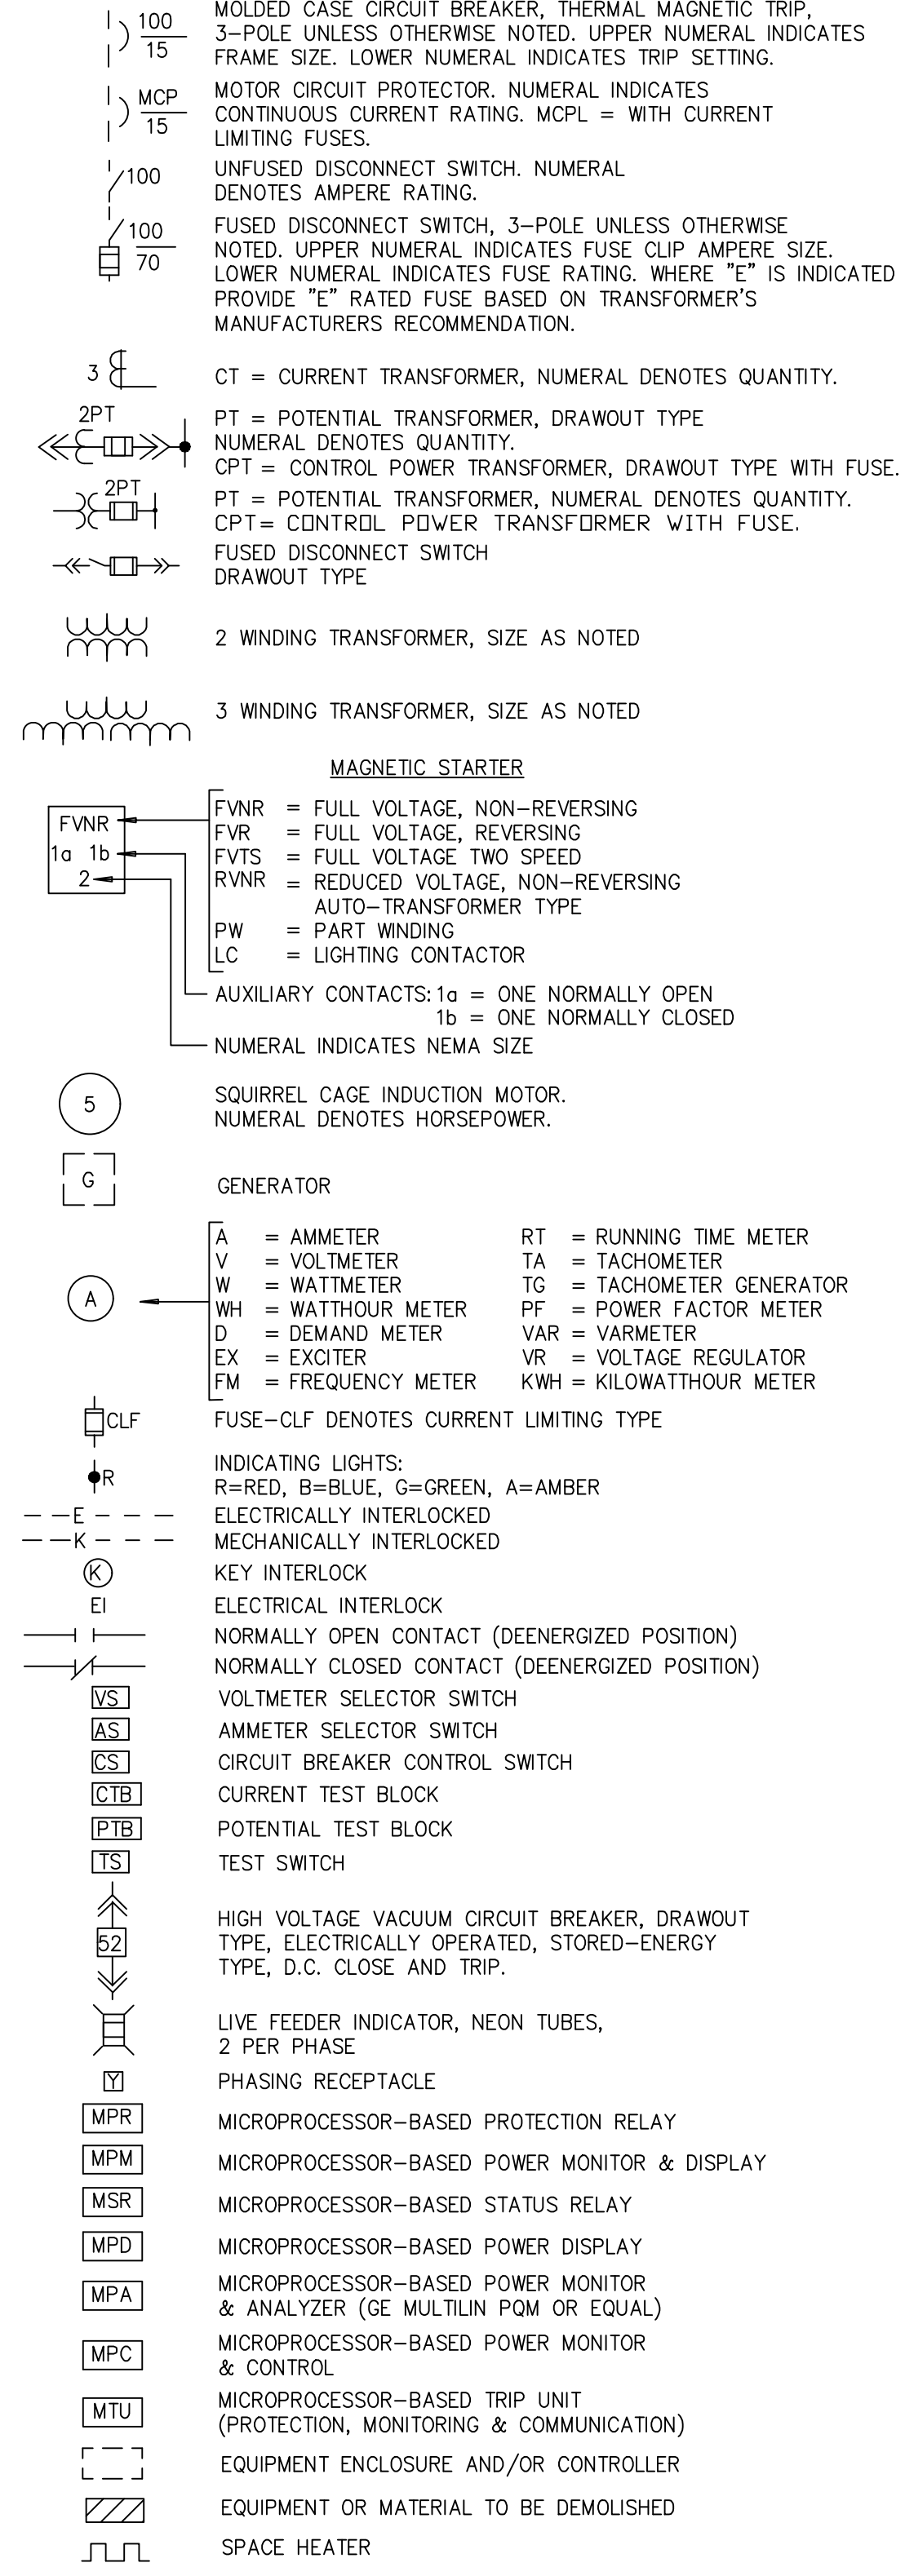 MOLDED CASE CIRCUIT BREAKER, THERMAL MAGNETIC TRIP,
100 3-POLE UNLESS OTHERWISE NOTED. UPPER NUMERAL INDICATES
15 FRAME SIZE. LOWER NUMERAL INDICATES TRIP SETTING.
MCP MOTOR CIRCUIT PROTECTOR. NUMERAL INDICATES
15 CONTINUOUS CURRENT RATING. MCPL = WITH CURRENT
LIMITING FUSES.
100 UNFUSED DISCONNECT SWITCH. NUMERAL
DENOTES AMPERE RATING.
100 FUSED DISCONNECT SWITCH, 3-POLE UNLESS OTHERWISE
70 NOTED. UPPER NUMERAL INDICATES FUSE CLIP AMPERE SIZE.
LOWER NUMERAL INDICATES FUSE RATING. WHERE "E" IS INDICATED
PROVIDE "E" RATED FUSE BASED ON TRANSFORMER'S
MANUFACTURERS RECOMMENDATION.
3 CT = CURRENT TRANSFORMER, NUMERAL DENOTES QUANTITY.
2PT PT = POTENTIAL TRANSFORMER, DRAWOUT TYPE
NUMERAL DENOTES QUANTITY.
CPT = CONTROL POWER TRANSFORMER, DRAWOUT TYPE WITH FUSE.
2PT PT = POTENTIAL TRANSFORMER, NUMERAL DENOTES QUANTITY.
CPT = CONTROL POWER TRANSFORMER WITH FUSE.
FUSED DISCONNECT SWITCH
DRAWOUT TYPE
2 WINDING TRANSFORMER, SIZE AS NOTED
3 WINDING TRANSFORMER, SIZE AS NOTED
MAGNETIC STARTER
FVNR
1a 1b
2
FVNR = FULL VOLTAGE, NON-REVERSING
FVR = FULL VOLTAGE, REVERSING
FVTS = FULL VOLTAGE TWO SPEED
RVNR = REDUCED VOLTAGE, NON-REVERSING
AUTO-TRANSFORMER TYPE
PW = PART WINDING
LC = LIGHTING CONTACTOR
AUXILIARY CONTACTS: 1a = ONE NORMALLY OPEN
1b = ONE NORMALLY CLOSED
NUMERAL INDICATES NEMA SIZE
5 SQUIRREL CAGE INDUCTION MOTOR.
NUMERAL DENOTES HORSEPOWER.
G GENERATOR
A
A = AMMETER RT = RUNNING TIME METER
V = VOLTMETER TA = TACHOMETER
W = WATTMETER TG = TACHOMETER GENERATOR
WH = WATTHOUR METER PF = POWER FACTOR METER
D = DEMAND METER VAR = VARMETER
EX = EXCITER VR = VOLTAGE REGULATOR
FM = FREQUENCY METER KWH = KILOWATTHOUR METER
CLF FUSE-CLF DENOTES CURRENT LIMITING TYPE
R INDICATING LIGHTS:
R=RED, B=BLUE, G=GREEN, A=AMBER
E ELECTRICALLY INTERLOCKED
K MECHANICALLY INTERLOCKED
K KEY INTERLOCK
EI ELECTRICAL INTERLOCK
NORMALLY OPEN CONTACT (DEENERGIZED POSITION)
NORMALLY CLOSED CONTACT (DEENERGIZED POSITION)
VS VOLTMETER SELECTOR SWITCH
AS AMMETER SELECTOR SWITCH
CS CIRCUIT BREAKER CONTROL SWITCH
CTB CURRENT TEST BLOCK
PTB POTENTIAL TEST BLOCK
TS TEST SWITCH
HIGH VOLTAGE VACUUM CIRCUIT BREAKER, DRAWOUT
52 TYPE, ELECTRICALLY OPERATED, STORED-ENERGY
TYPE, D.C. CLOSE AND TRIP.
LIVE FEEDER INDICATOR, NEON TUBES,
2 PER PHASE
Y PHASING RECEPTACLE
MPR MICROPROCESSOR-BASED PROTECTION RELAY
MPM MICROPROCESSOR-BASED POWER MONITOR & DISPLAY
MSR MICROPROCESSOR-BASED STATUS RELAY
MPD MICROPROCESSOR-BASED POWER DISPLAY
MPA MICROPROCESSOR-BASED POWER MONITOR
& ANALYZER (GE MULTILIN PQM OR EQUAL)
MPC MICROPROCESSOR-BASED POWER MONITOR
& CONTROL
MTU MICROPROCESSOR-BASED TRIP UNIT
(PROTECTION, MONITORING & COMMUNICATION)
EQUIPMENT ENCLOSURE AND/OR CONTROLLER
EQUIPMENT OR MATERIAL TO BE DEMOLISHED
SPACE HEATER